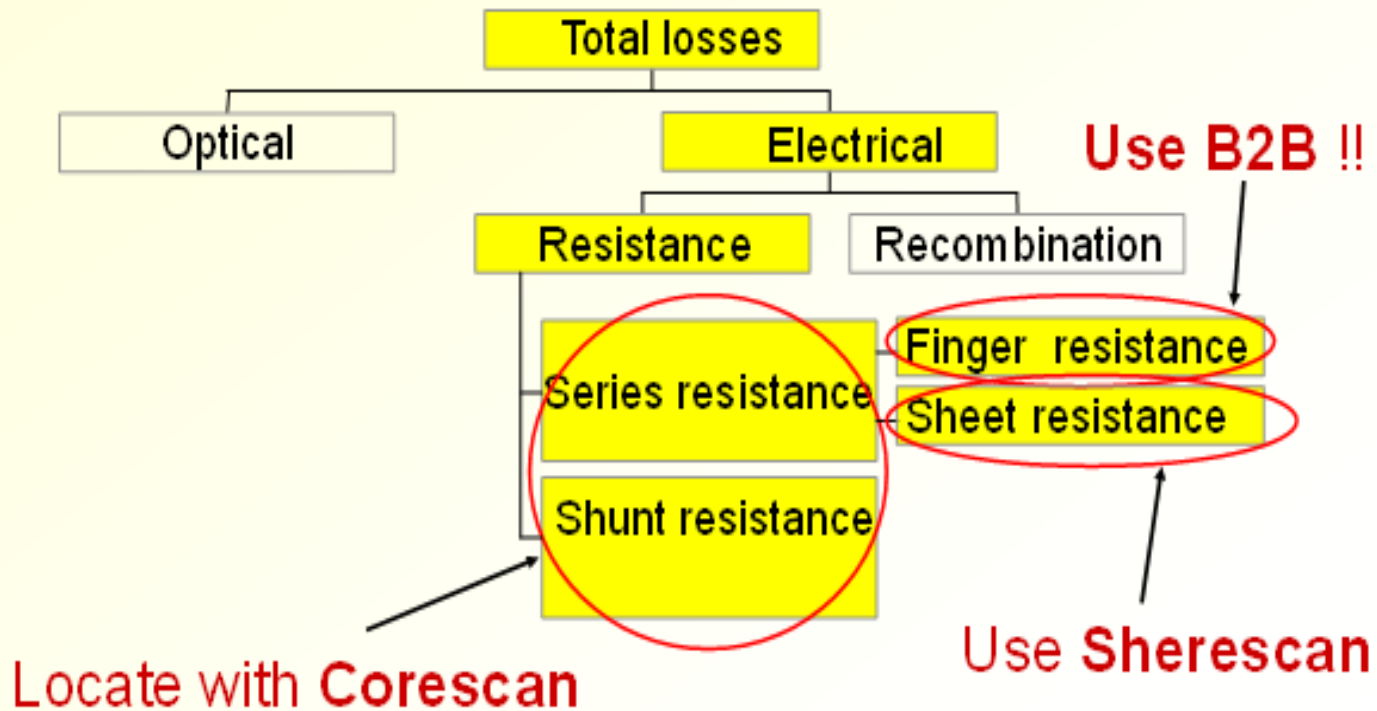 Total losses
Optical
Electrical
Use B2B !!
Resistance
Recombination
Finger resistance
Series resistance
Sheet resistance
Shunt resistance
Use Sherescan
Locate with Corescan